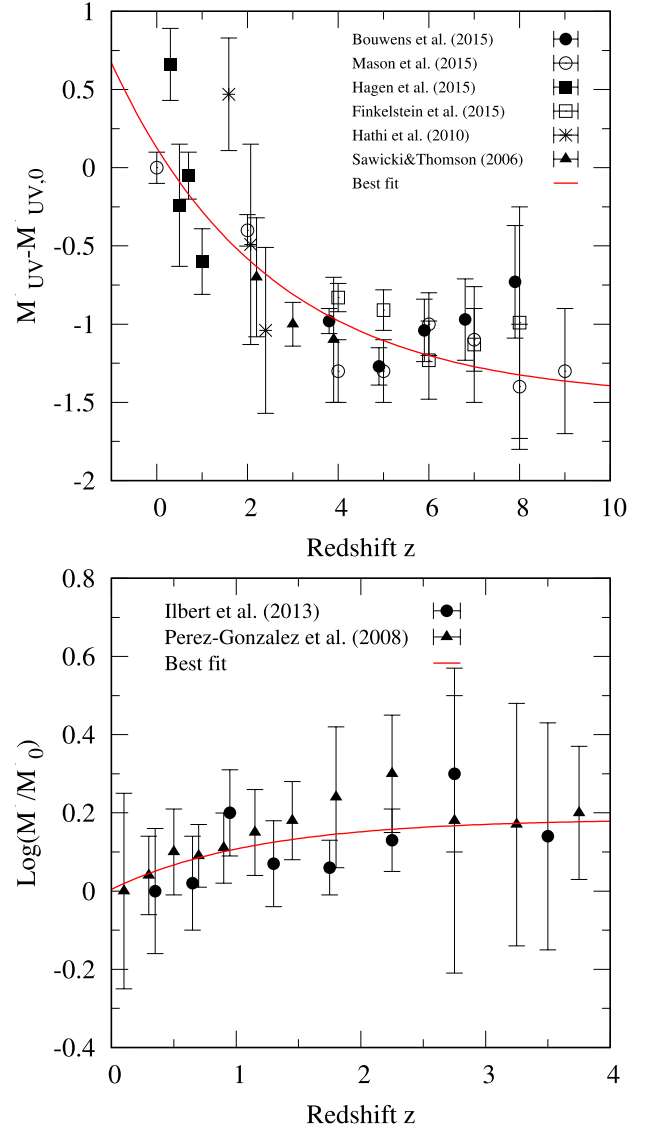 1
0.5
0
-0.5
-1
-1.5
-2
M˙UV-M˙UV,0
Bouwens et al. (2015)
Mason et al. (2015)
Hagen et al. (2015)
Finkelstein et al. (2015)
Hathi et al. (2010)
Sawicki&Thomson (2006)
Best fit
0 2 4 6 8 10
Redshift z
0.8
0.6
0.4
0.2
0
-0.2
-0.4
Log(M˙/M˙0)
Ilbert et al. (2013)
Perez-Gonzalez et al. (2008)
Best fit
0 1 2 3 4
Redshift z